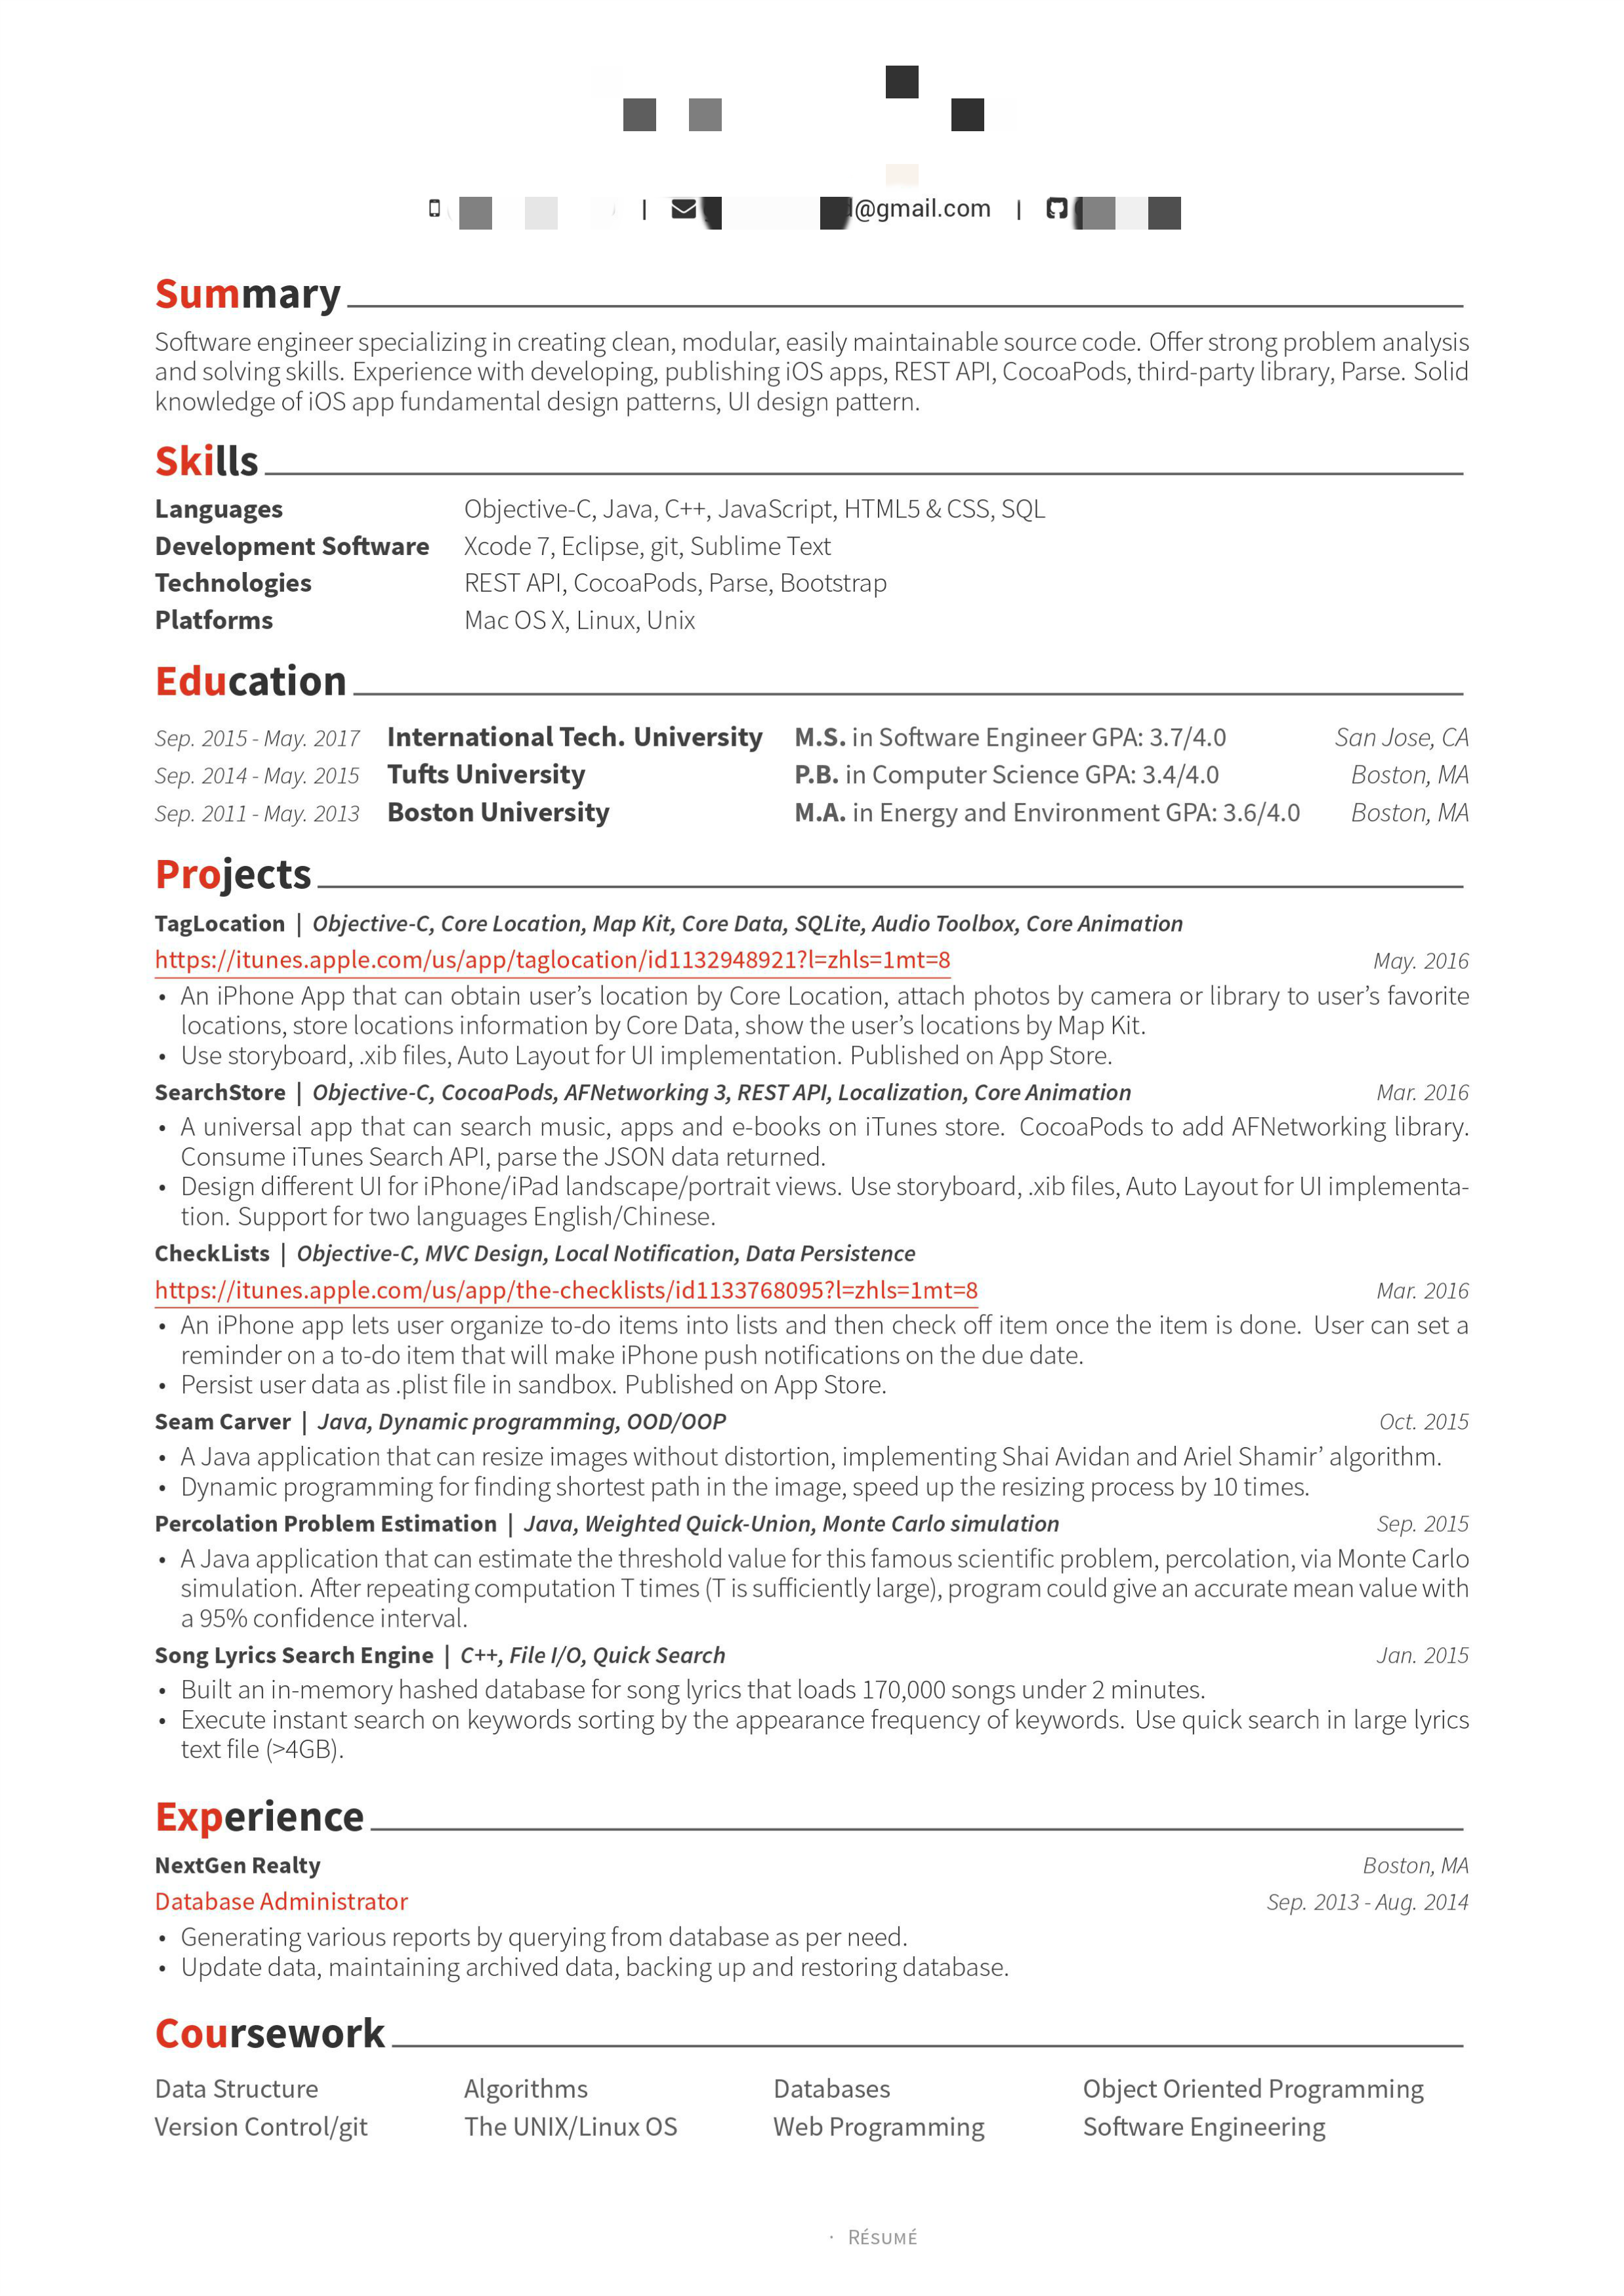 @gmail.com
Summary
Software engineer specializing in creating clean, modular, easily maintainable source code. Offer strong problem analysis
and solving skills. Experience with developing, publishing iOS apps, REST API, CocoaPods, third-party library, Parse. Solid
knowledge of iOS app fundamental design patterns, UI design pattern.
Skills
Languages Objective-C, Java, C++, JavaScript, HTML5 & CSS, SQL
Development Software Xcode 7, Eclipse, git, Sublime Text
Technologies REST API, CocoaPods, Parse, Bootstrap
Platforms Mac OS X, Linux, Unix
Education
Sep. 2015 - May. 2017 International Tech. University M.S. in Software Engineer GPA: 3.7/4.0 San Jose, CA
Sep. 2014 - May. 2015 Tufts University P.B. in Computer Science GPA: 3.4/4.0 Boston, MA
Sep. 2011 - May. 2013 Boston University M.A. in Energy and Environment GPA: 3.6/4.0 Boston, MA
Projects
TagLocation | Objective-C, Core Location, Map Kit, Core Data, SQLite, Audio Toolbox, Core Animation
https://itunes.apple.com/us/app/taglocation/id1132948921?l=zhls=1mt=8 May. 2016
• An iPhone App that can obtain user’s location by Core Location, attach photos by camera or library to user’s favorite
locations, store locations information by Core Data, show the user’s locations by Map Kit.
• Use storyboard, .xib files, Auto Layout for UI implementation. Published on App Store.
SearchStore | Objective-C, CocoaPods, AFNetworking 3, REST API, Localization, Core Animation Mar. 2016
• A universal app that can search music, apps and e-books on iTunes store. CocoaPods to add AFNetworking library.
Consume iTunes Search API, parse the JSON data returned.
• Design different UI for iPhone/iPad landscape/portrait views. Use storyboard, .xib files, Auto Layout for UI implementa-
tion. Support for two languages English/Chinese.
CheckLists | Objective-C, MVC Design, Local Notification, Data Persistence
https://itunes.apple.com/us/app/the-checklists/id1133768095?l=zhls=1mt=8 Mar. 2016
• An iPhone app lets user organize to-do items into lists and then check off item once the item is done. User can set a
reminder on a to-do item that will make iPhone push notifications on the due date.
• Persist user data as .plist file in sandbox. Published on App Store.
Seam Carver | Java, Dynamic programming, OOD/OOP Oct. 2015
• A Java application that can resize images without distortion, implementing Shai Avidan and Ariel Shamir’ algorithm.
• Dynamic programming for finding shortest path in the image, speed up the resizing process by 10 times.
Percolation Problem Estimation | Java, Weighted Quick-Union, Monte Carlo simulation Sep. 2015
• A Java application that can estimate the threshold value for this famous scientific problem, percolation, via Monte Carlo
simulation. After repeating computation T times (T is sufficiently large), program could give an accurate mean value with
a 95% confidence interval.
Song Lyrics Search Engine | C++, File I/O, Quick Search Jan. 2015
• Built an in-memory hashed database for song lyrics that loads 170,000 songs under 2 minutes.
• Execute instant search on keywords sorting by the appearance frequency of keywords. Use quick search in large lyrics
text file (>4GB).
Experience
NextGen Realty Boston, MA
Database Administrator Sep. 2013 - Aug. 2014
• Generating various reports by querying from database as per need.
• Update data, maintaining archived data, backing up and restoring database.
Coursework
Data Structure Algorithms Databases Object Oriented Programming
Version Control/git The UNIX/Linux OS Web Programming Software Engineering
· RÉSUMÉ